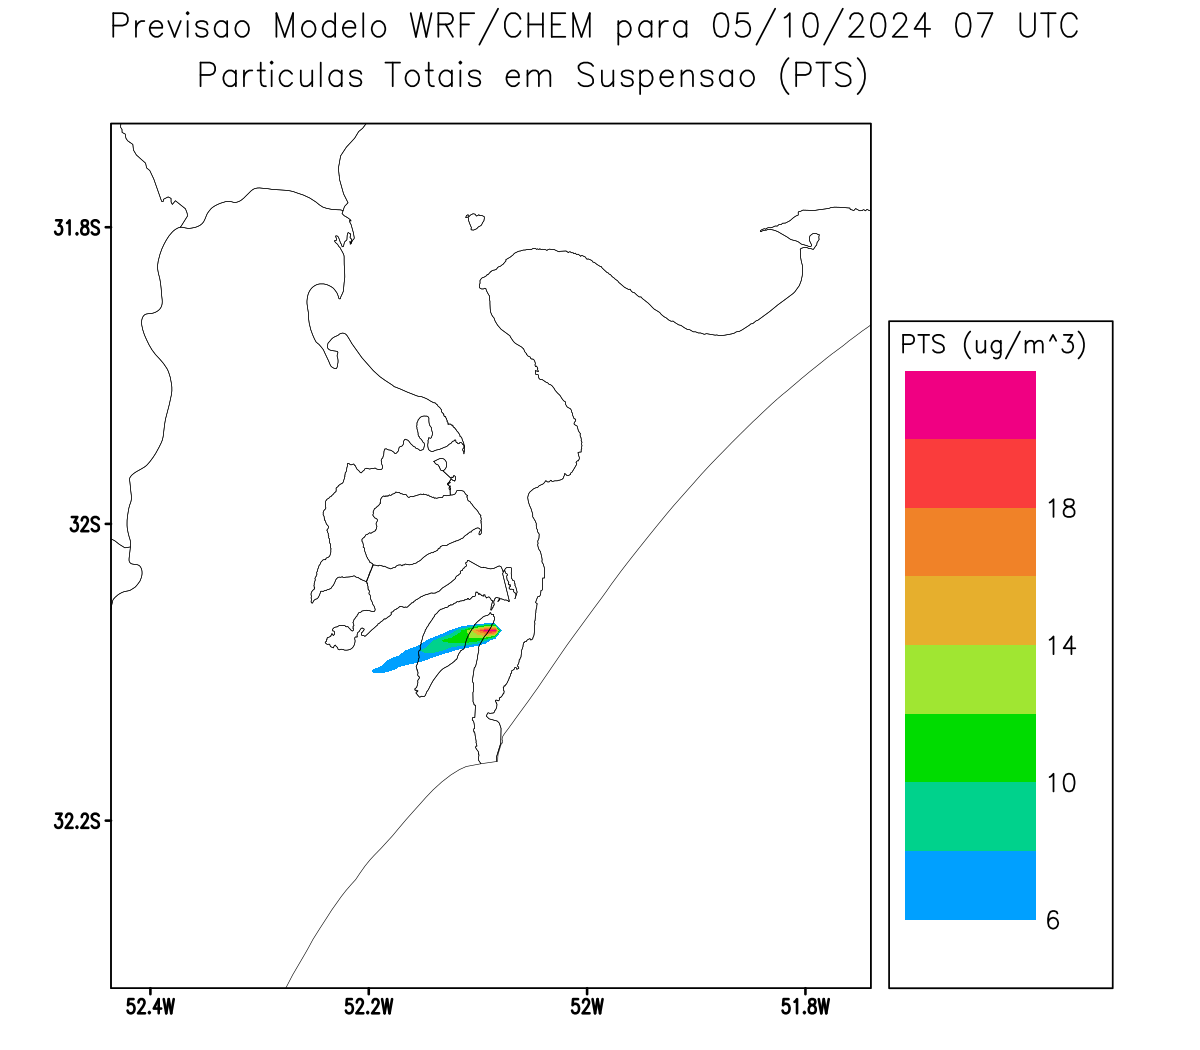 Previsao Modelo WRF/CHEM para 05/10/2024 07 UTC
Particulas Totais em Suspensao (PTS)
31.8S
32S
32.2S
52.4W
52.2W
52W
51.8W
PTS (ug/m^3)
18
14
10
6